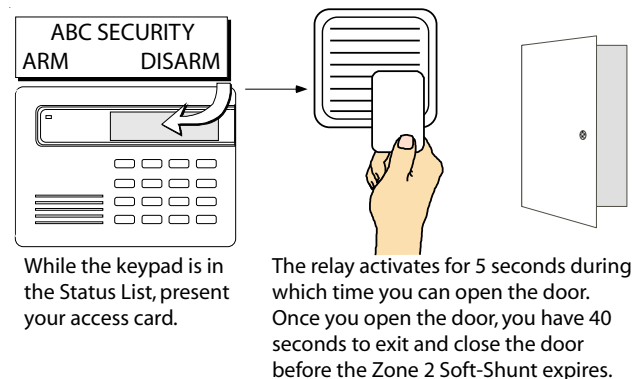 ABC SECURITY
ARM DISARM
While the keypad is in
the Status List, present
your access card.
The relay activates for 5 seconds during
which time you can open the door.
Once you open the door, you have 40
seconds to exit and close the door
before the Zone 2 Soft-Shunt expires.